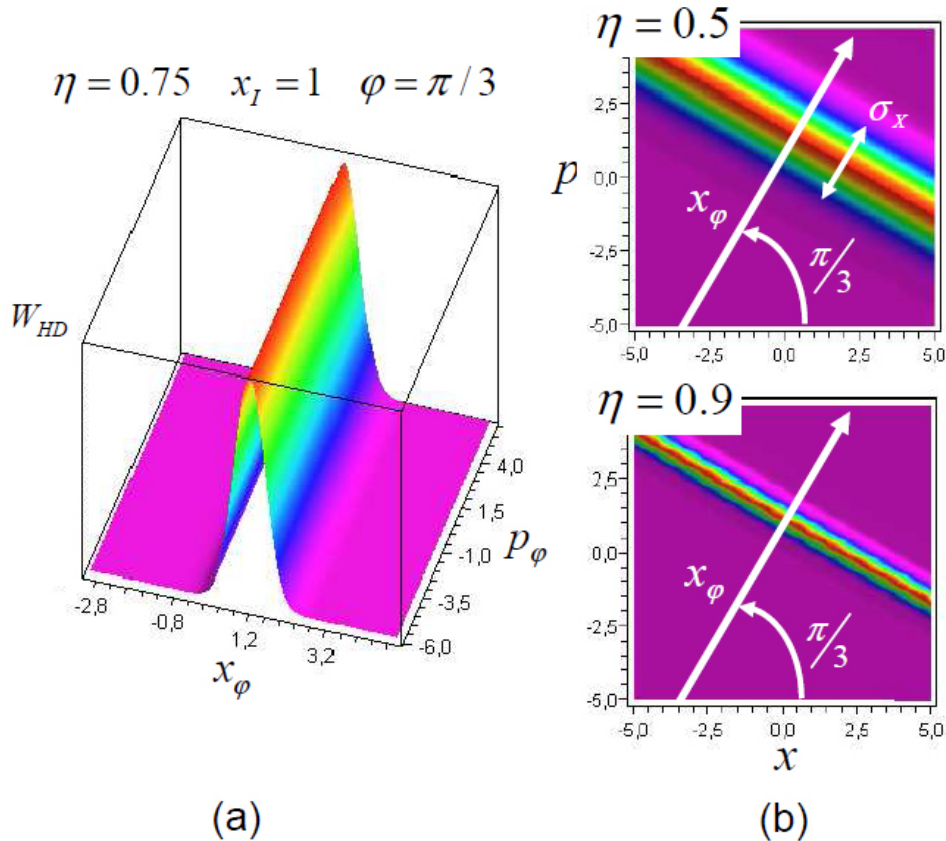 η = 0.75 x_I = 1 φ = π / 3
W_HD
-2,8
-0,8
1,2
3,2
x_φ
4,0
1,5
-1,0
-3,5
-6,0
p_φ
(a)
η = 0.5
σ_x
2,5
p
0,0
x_φ
-2,5
π/3
-5,0
-5,0 -2,5 0,0 2,5 5,0
η = 0.9
2,5
0,0
x_φ
-2,5
π/3
-5,0
-5,0 -2,5 0,0 2,5 5,0
x
(b)